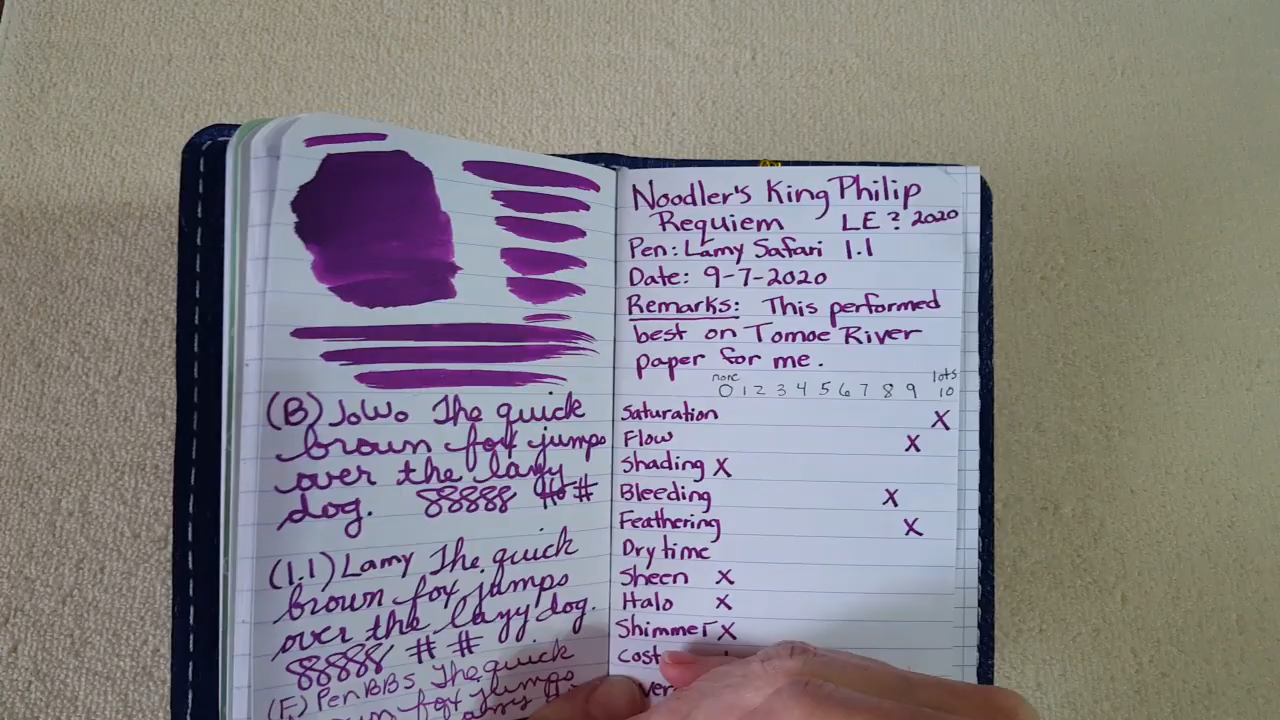 (B) JoWo The quick
brown fox jumps
over the lazy
dog. 88888 ##
(1.1) Lamy The quick
brown fox jumps
over the lazy dog.
88888 # #
(F) PenBBS The quick
fox jumps
Noodler's King Philip
Requiem LE? 2020
Pen: Lamy Safari 1.1
Date: 9-7-2020
Remarks: This performed
best on Tomoe River
paper for me.
none lots
0 1 2 3 4 5 6 7 8 9 10
Saturation X
Flow X
Shading X
Bleeding X
Feathering X
Dry time
Sheen X
Halo X
Shimmer X
Cost